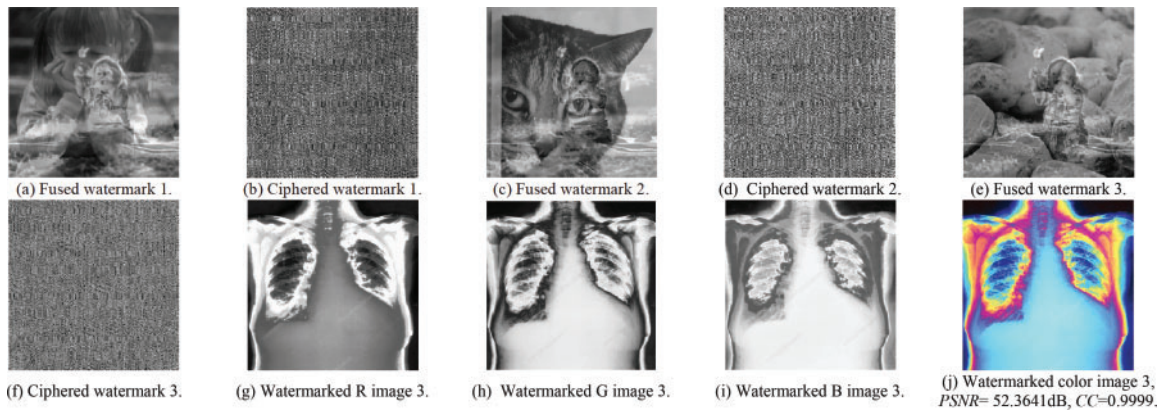 (a) Fused watermark 1.
(b) Ciphered watermark 1.
(c) Fused watermark 2.
(d) Ciphered watermark 2.
(e) Fused watermark 3.
(f) Ciphered watermark 3.
(g) Watermarked R image 3.
(h) Watermarked G image 3.
(i) Watermarked B image 3.
(j) Watermarked color image 3,
PSNR= 52.3641dB, CC=0.9999.